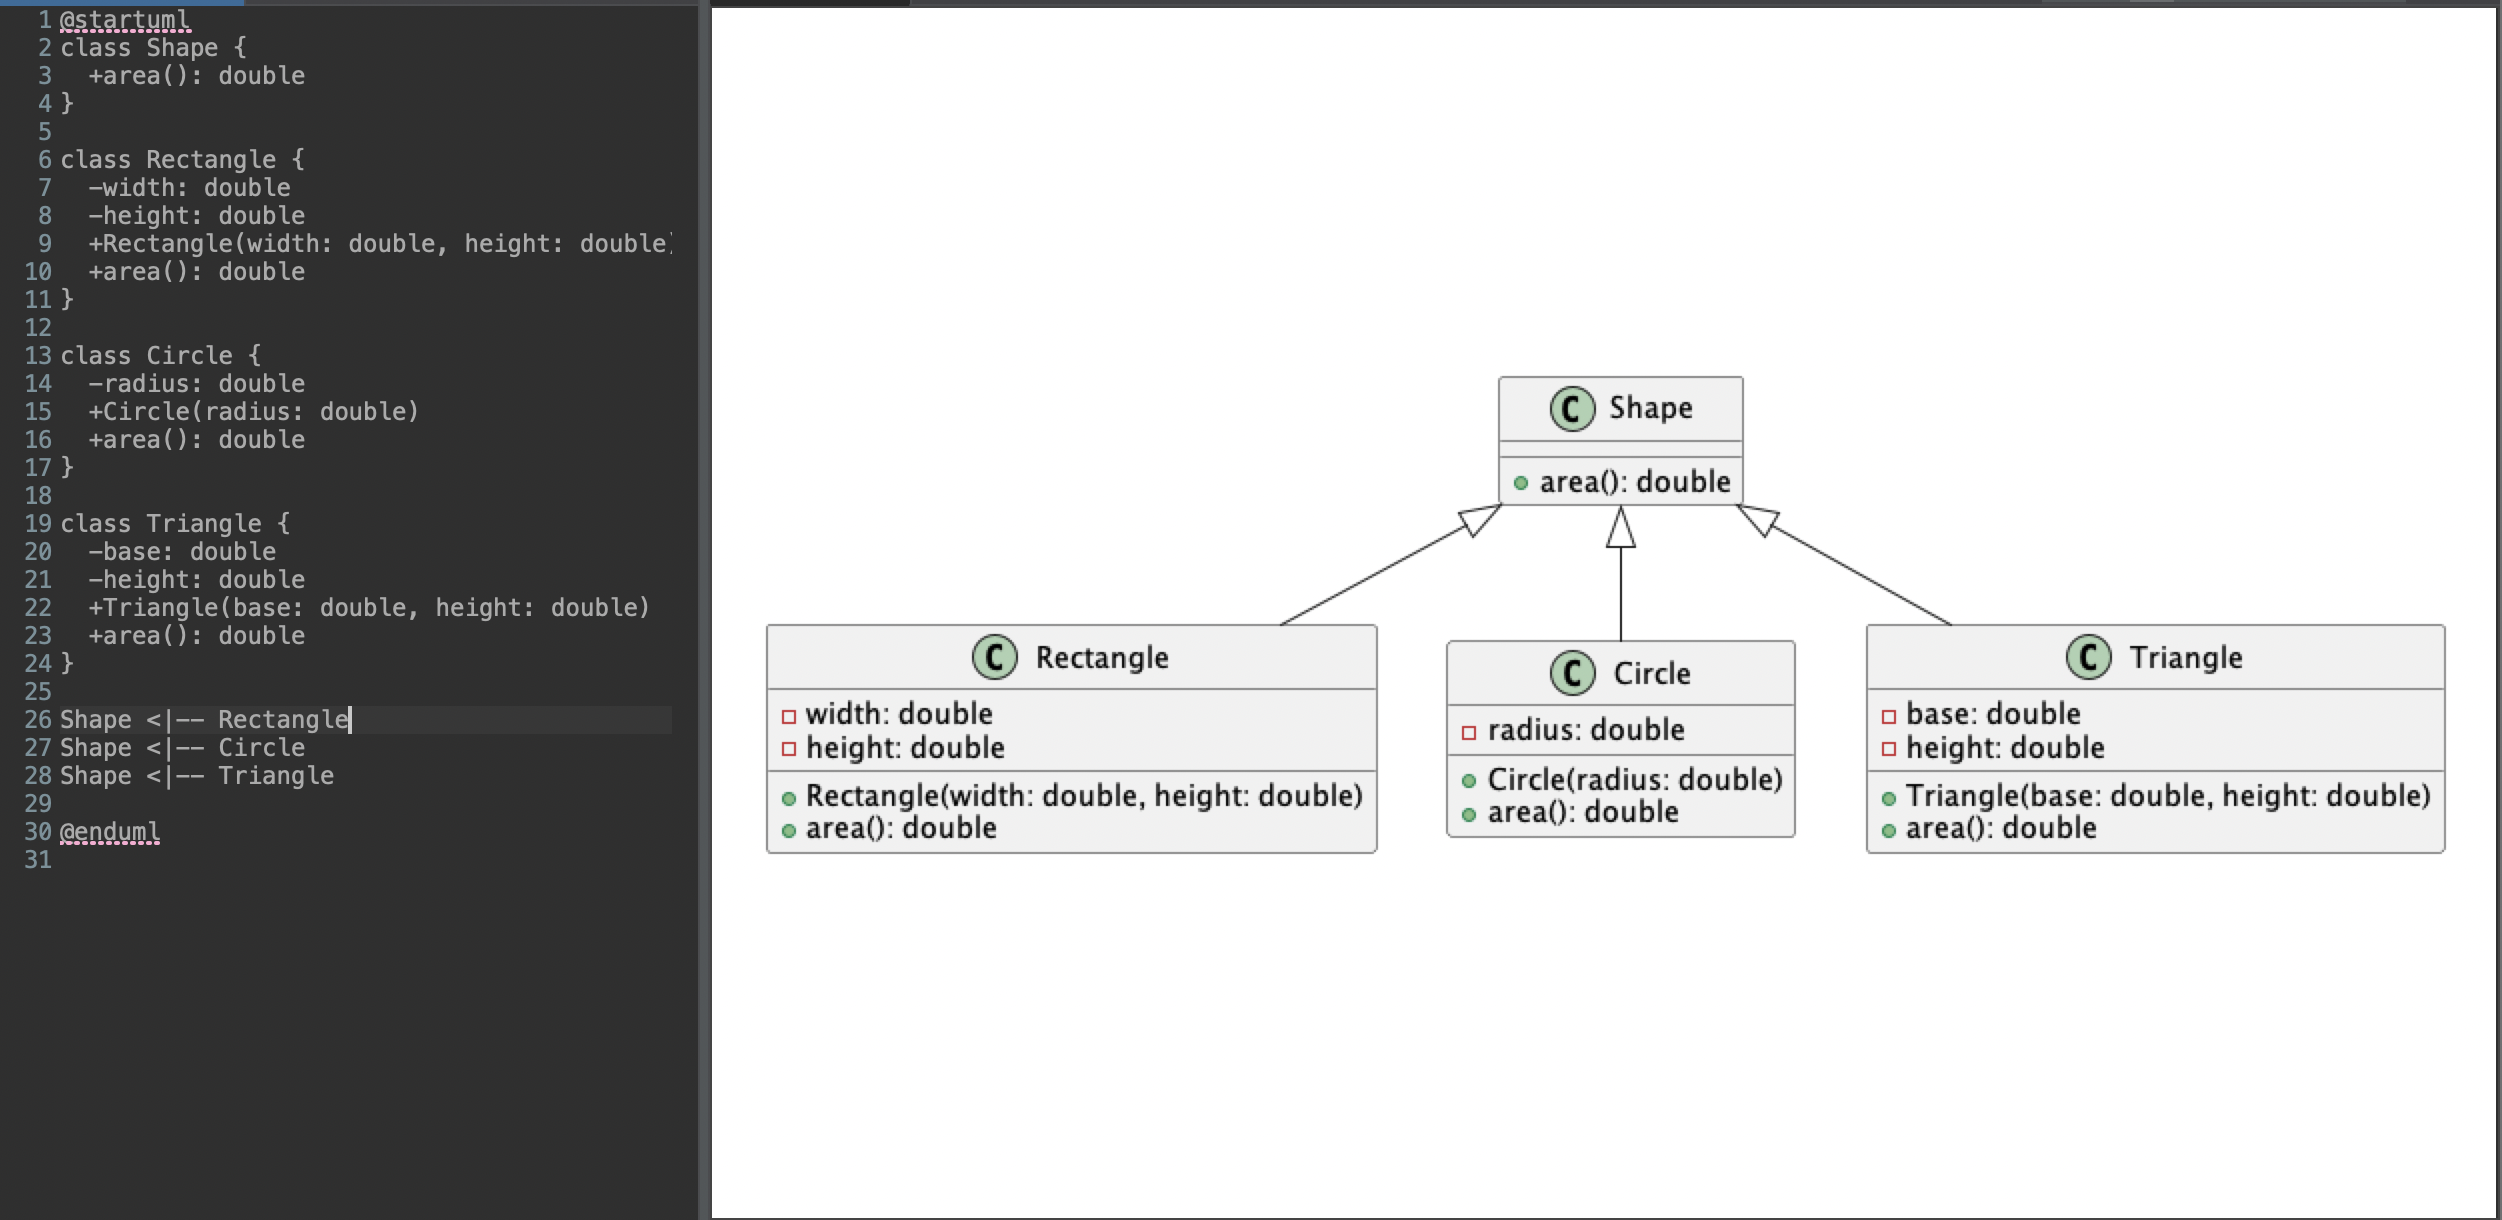 1 @startuml
2 class Shape {
3   +area(): double
4 }
5
6 class Rectangle {
7   -width: double
8   -height: double
9   +Rectangle(width: double, height: double)
10   +area(): double
11 }
12
13 class Circle {
14   -radius: double
15   +Circle(radius: double)
16   +area(): double
17 }
18
19 class Triangle {
20   -base: double
21   -height: double
22   +Triangle(base: double, height: double)
23   +area(): double
24 }
25
26 Shape <|-- Rectangle
27 Shape <|-- Circle
28 Shape <|-- Triangle
29
30 @enduml
31
C Shape
area(): double
C Rectangle
width: double
height: double
Rectangle(width: double, height: double)
area(): double
C Circle
radius: double
Circle(radius: double)
area(): double
C Triangle
base: double
height: double
Triangle(base: double, height: double)
area(): double